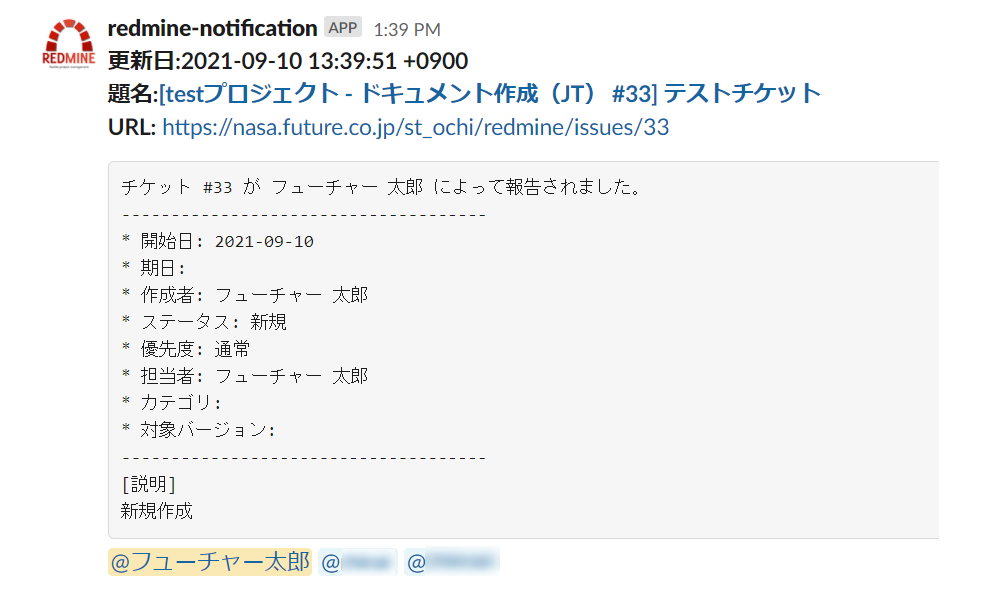 redmine-notification APP 1:39 PM
REDMINE
更新日:2021-09-10 13:39:51 +0900
題名:[testプロジェクト - ドキュメント作成（JT） #33] テストチケット
URL: https://nasa.future.co.jp/st_ochi/redmine/issues/33
チケット #33 が フューチャー 太郎 によって報告されました。
------------------------------------
* 開始日: 2021-09-10
* 期日:
* 作成者: フューチャー 太郎
* ステータス: 新規
* 優先度: 通常
* 担当者: フューチャー 太郎
* カテゴリ:
* 対象バージョン:
------------------------------------
[説明]
新規作成
@フューチャー太郎 @ @